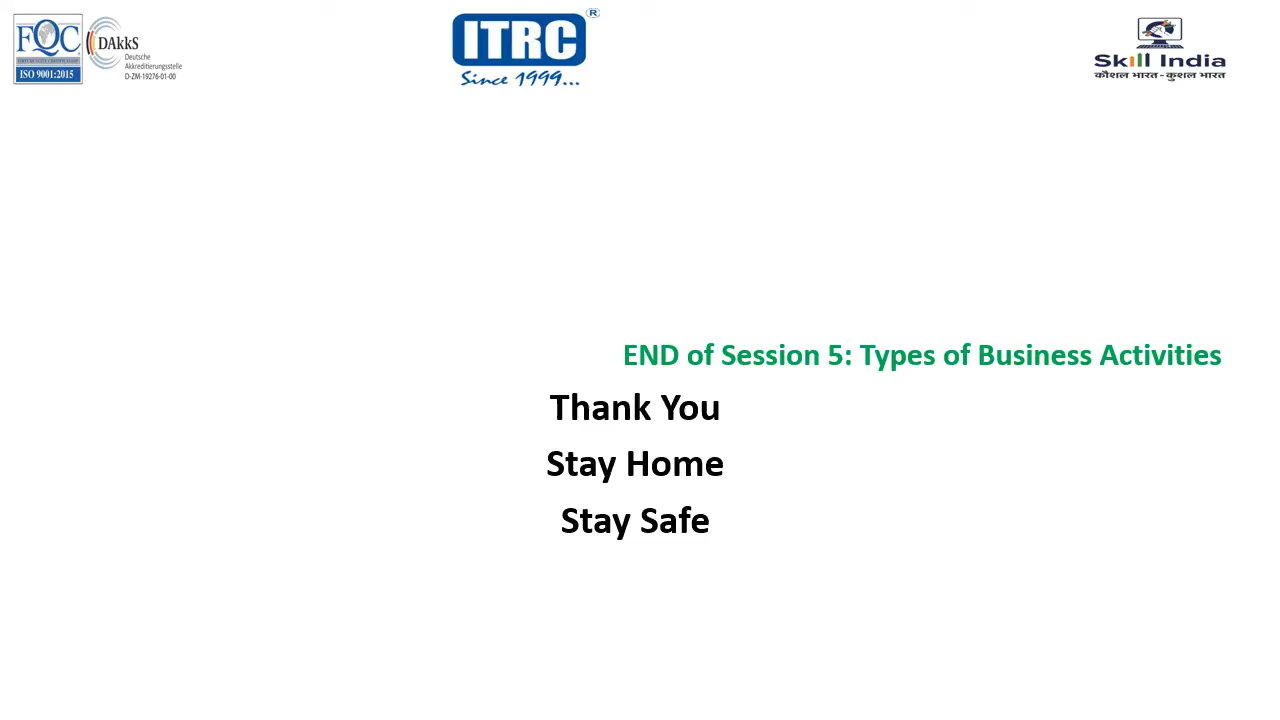 FQC
ISO 9001:2015
DAkkS
Deutsche
Akkreditierungsstelle
D-ZM-19276-01-00
ITRC®
Since 1999...
Skill India
कौशल भारत - कुशल भारत
END of Session 5: Types of Business Activities
Thank You
Stay Home
Stay Safe